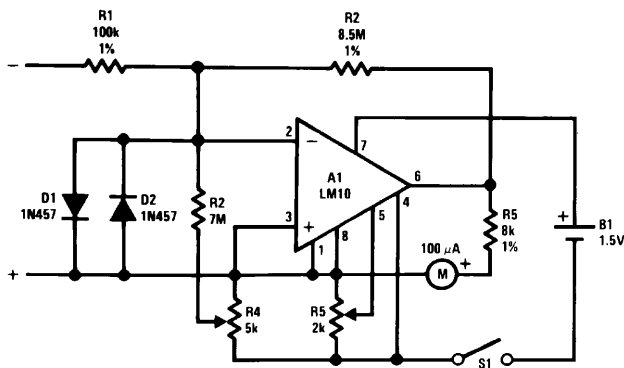 R1
100k
1%
R2
8.5M
1%
−
2
−
7
A1
LM10
6
D1
1N457
D2
1N457
R2
7M
3
+
1
8
5
4
R5
8k
1%
+
B1
1.5V
+
100 µA
M
+
R4
5k
R5
2k
S1